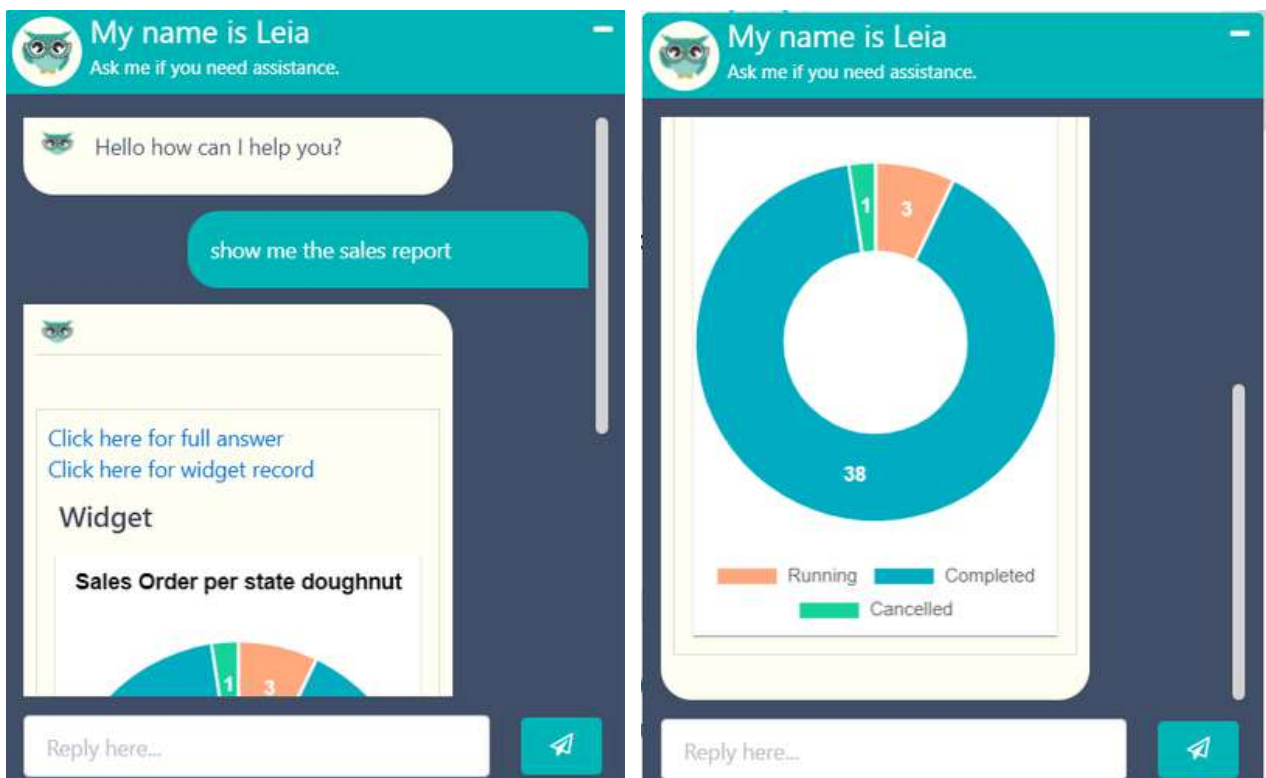 My name is Leia
Ask me if you need assistance.
Hello how can I help you?
show me the sales report
Click here for full answer
Click here for widget record
Widget
Sales Order per state doughnut
1
3
Reply here...
My name is Leia
Ask me if you need assistance.
1
3
38
Running
Completed
Cancelled
Reply here...